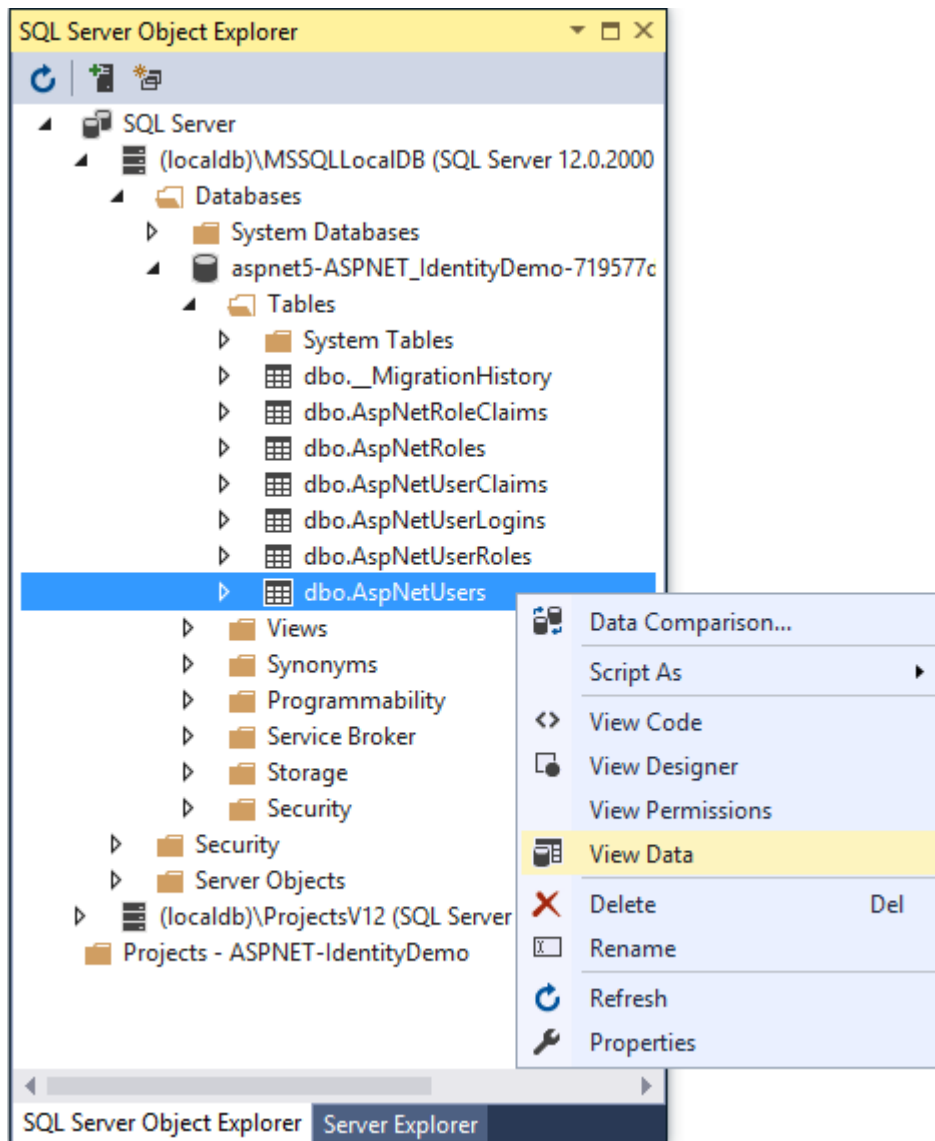 SQL Server Object Explorer
SQL Server
(localdb)\MSSQLLocalDB (SQL Server 12.0.2000
Databases
System Databases
aspnet5-ASPNET_IdentityDemo-719577d
Tables
System Tables
dbo.__MigrationHistory
dbo.AspNetRoleClaims
dbo.AspNetRoles
dbo.AspNetUserClaims
dbo.AspNetUserLogins
dbo.AspNetUserRoles
dbo.AspNetUsers
Views
Synonyms
Programmability
Service Broker
Storage
Security
Security
Server Objects
(localdb)\ProjectsV12 (SQL Server
Projects - ASPNET-IdentityDemo
Data Comparison...
Script As
View Code
View Designer
View Permissions
View Data
Delete Del
Rename
Refresh
Properties
SQL Server Object Explorer Server Explorer